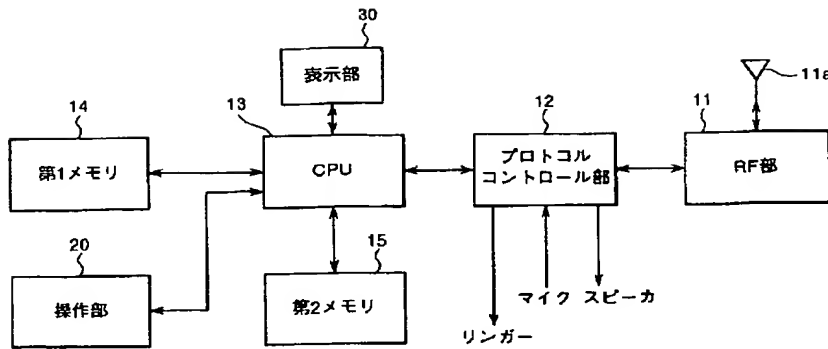 30
表示部
11a
14
13
12
11
第1メモリ
CPU
プロトコル
コントロール部
RF部
20
15
操作部
第2メモリ
マイク スピーカ
リンガー